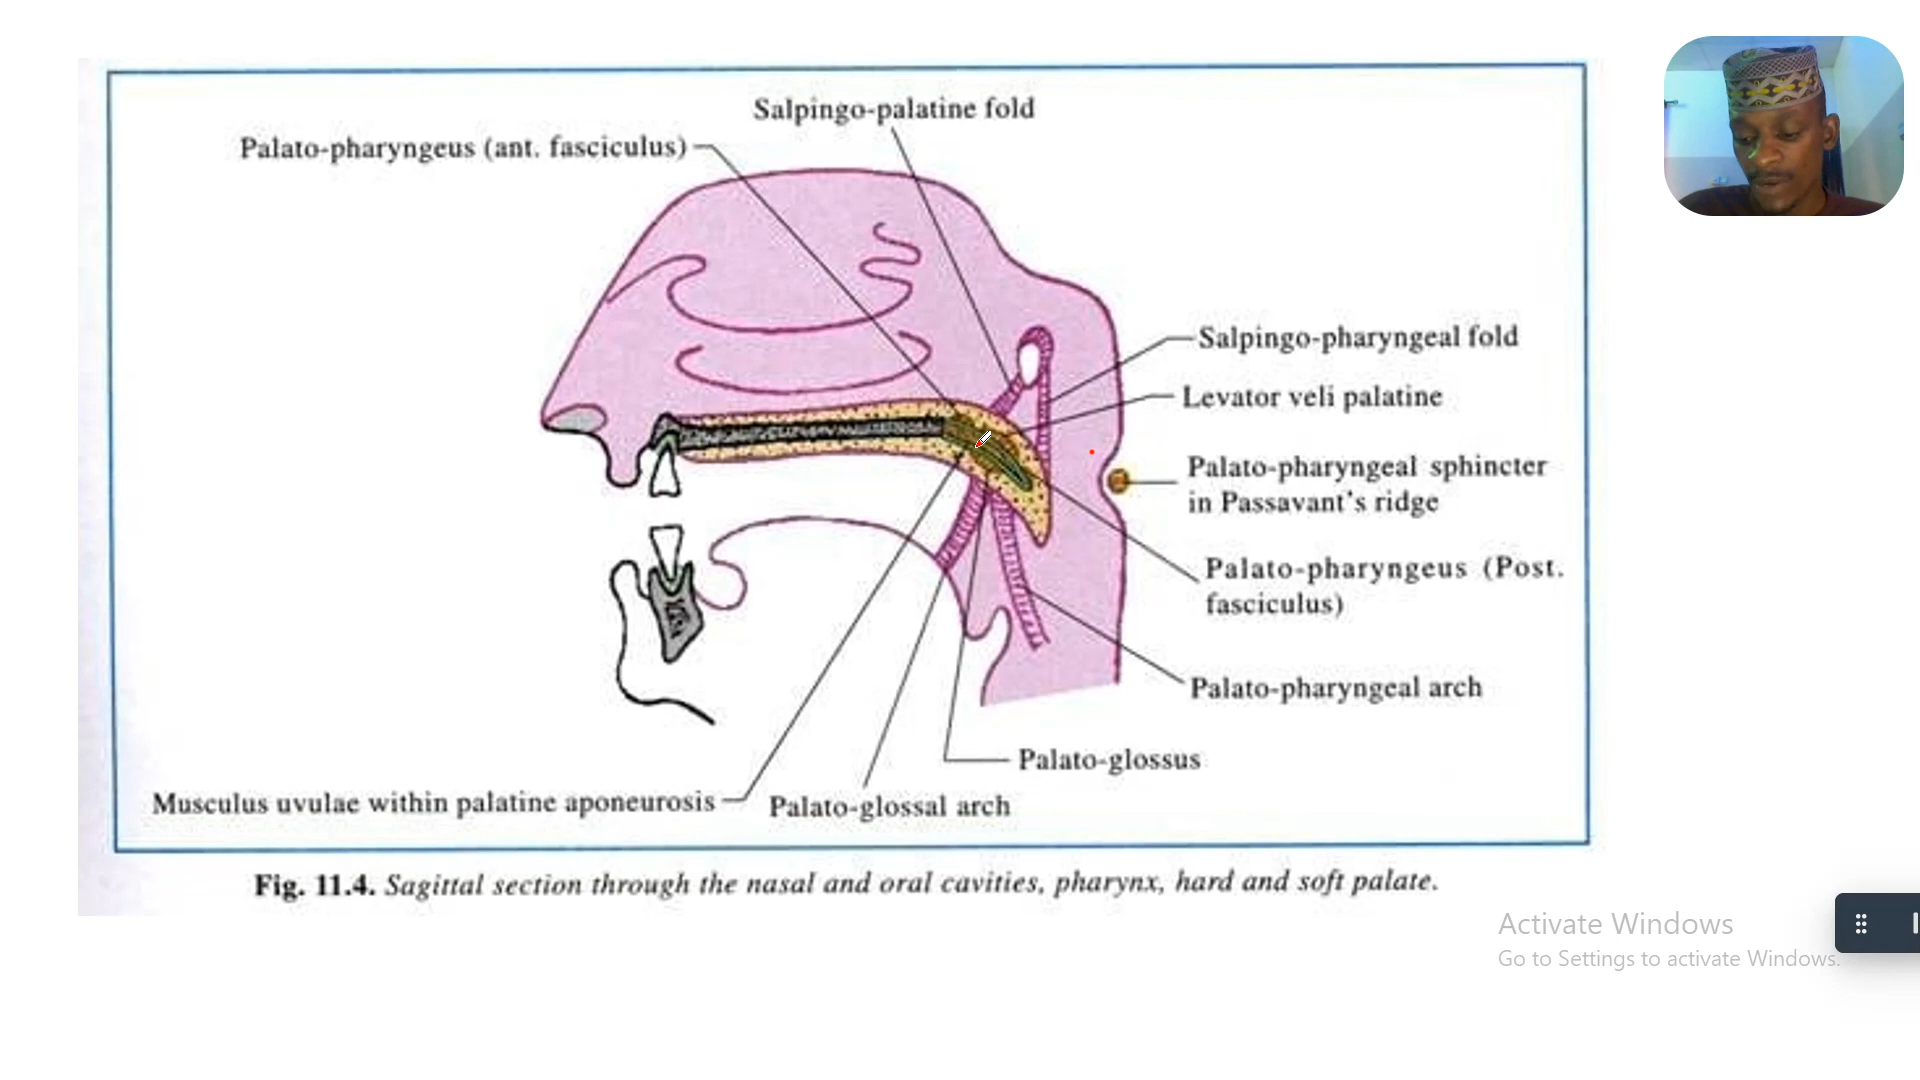 Salpingo-palatine fold
Palato-pharyngeus (ant. fasciculus)
Salpingo-pharyngeal fold
Levator veli palatine
Palato-pharyngeal sphincter
in Passavant's ridge
Palato-pharyngeus (Post.
fasciculus)
Palato-pharyngeal arch
Palato-glossus
Musculus uvulae within palatine aponeurosis
Palato-glossal arch
Fig. 11.4. Sagittal section through the nasal and oral cavities, pharynx, hard and soft palate.
Activate Windows
Go to Settings to activate Windows.